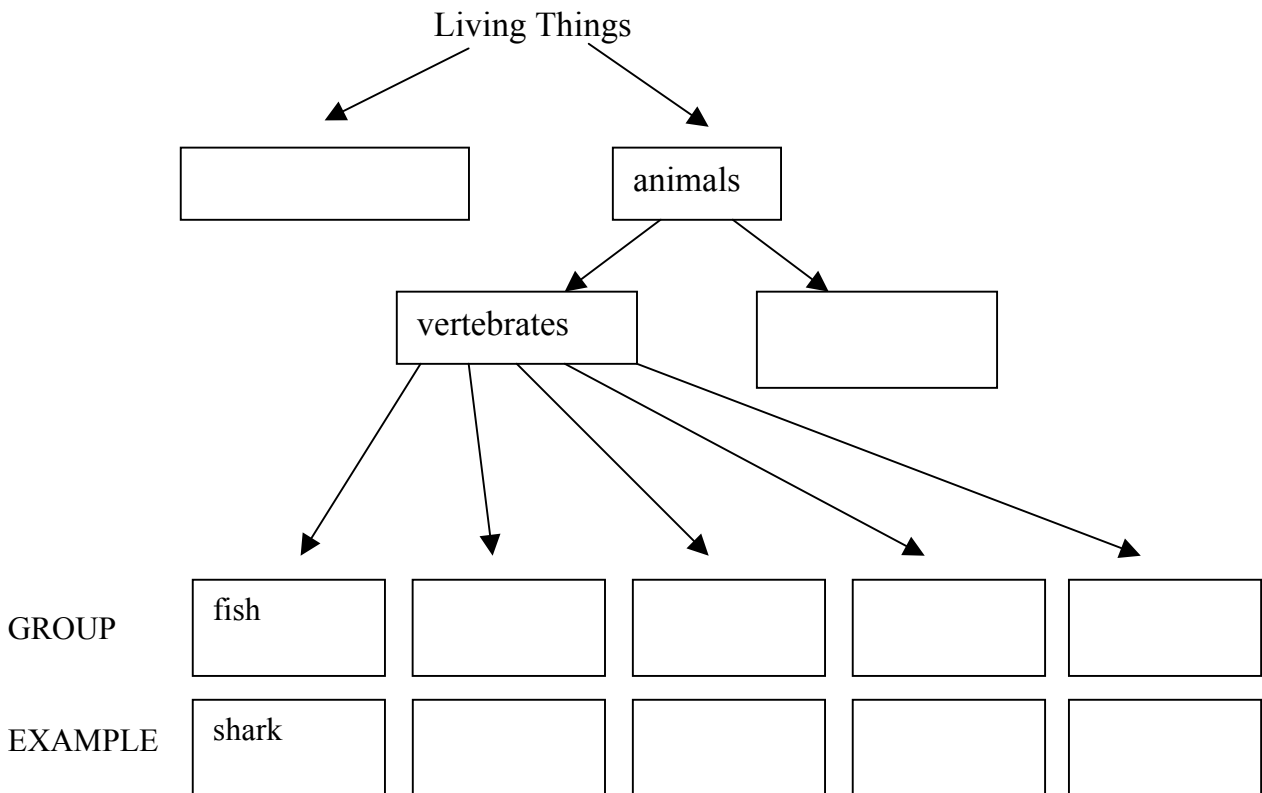 Living Things
animals
vertebrates
GROUP
fish
EXAMPLE
shark